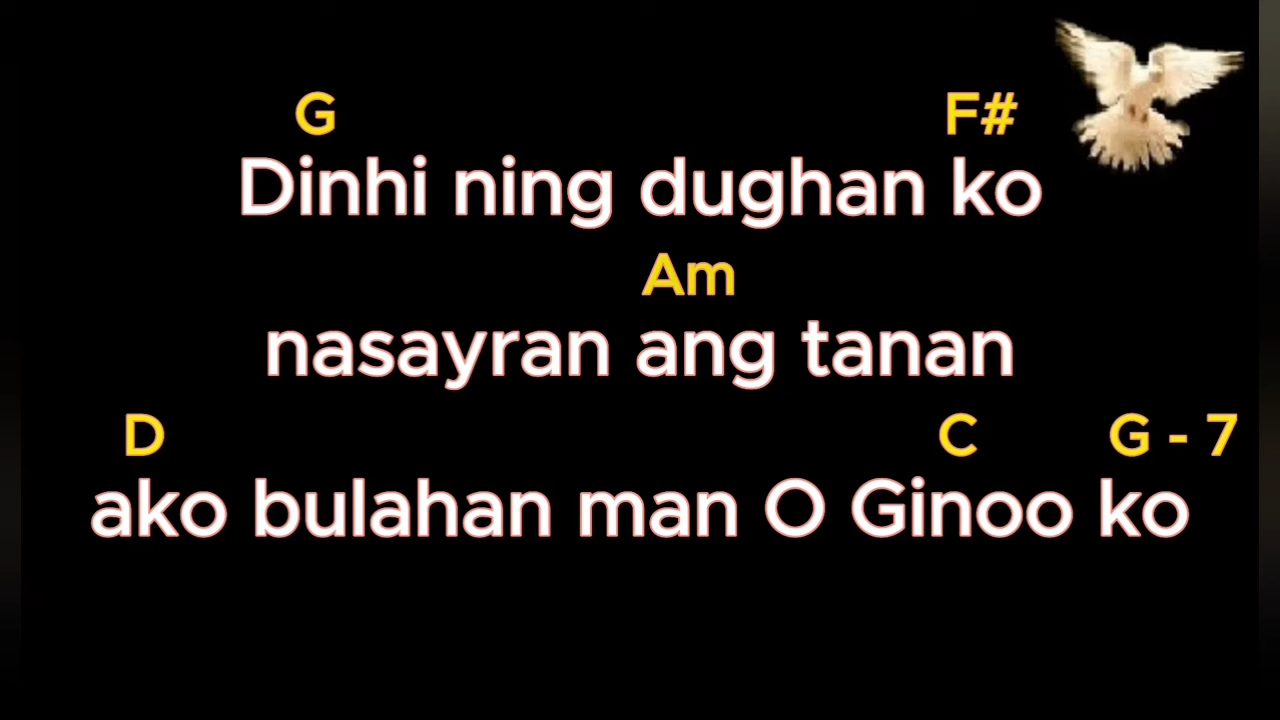 G F#
Dinhi ning dughan ko
Am
nasayran ang tanan
D C G - 7
ako bulahan man O Ginoo ko